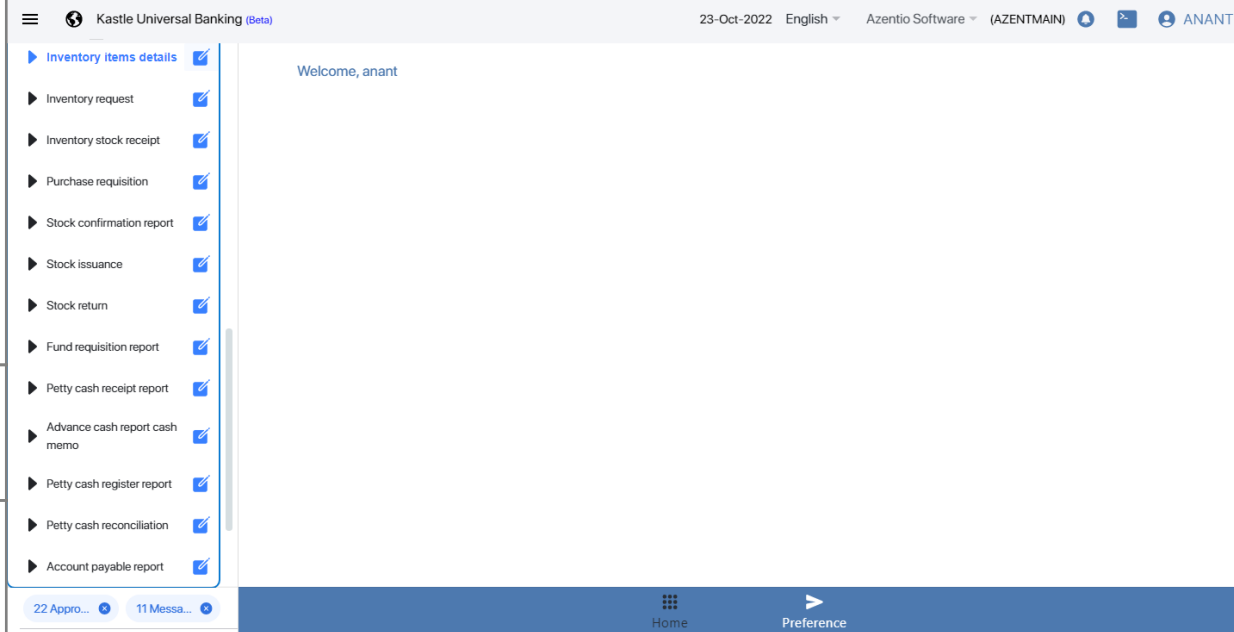 Kastle Universal Banking (Beta)
23-Oct-2022 English Azentio Software (AZENTMAIN) ANANT
Inventory items details
Welcome, anant
Inventory request
Inventory stock receipt
Purchase requisition
Stock confirmation report
Stock issuance
Stock return
Fund requisition report
Petty cash receipt report
Advance cash report cash
memo
Petty cash register report
Petty cash reconciliation
Account payable report
22 Appro... 11 Messa...
Home
Preference